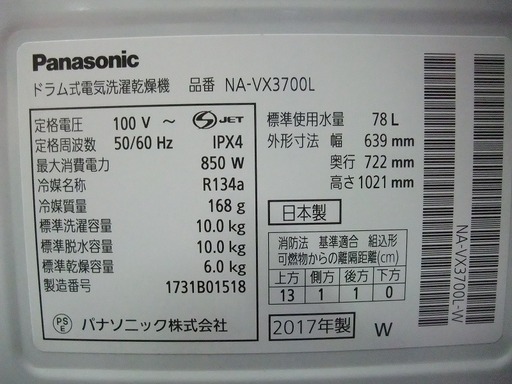 Panasonic
ドラム式電気洗濯乾燥機 品番 NA-VX3700L
定格電圧 100 V ～ S JET
定格周波数 50/60 Hz IPX4
最大消費電力 850 W
冷媒名称 R134a
冷媒質量 168 g
標準洗濯容量 10.0 kg
標準脱水容量 10.0 kg
標準乾燥容量 6.0 kg
製造番号 1731B01518
PS E パナソニック株式会社
標準使用水量 78 L
外形寸法 幅 639 mm
奥行 722 mm
高さ 1021 mm
日本製
消防法 基準適合 組込形
可燃物からの離隔距離(cm)
上方 側方 後方 下方
13 1 1 0
2017年製 W
NA-VX3700L-W